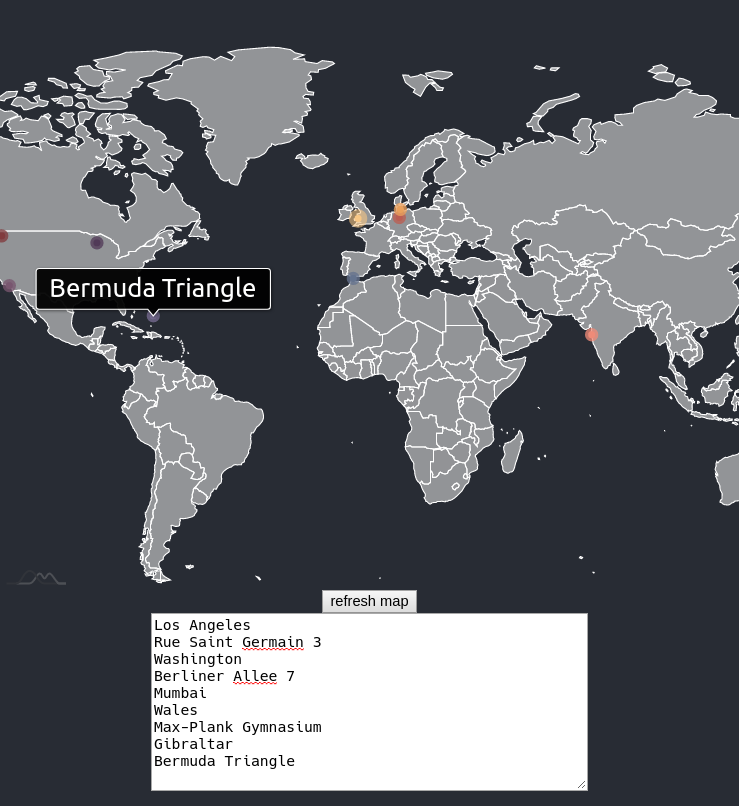 Bermuda Triangle
refresh map
Los Angeles
Rue Saint Germain 3
Washington
Berliner Allee 7
Mumbai
Wales
Max-Plank Gymnasium
Gibraltar
Bermuda Triangle